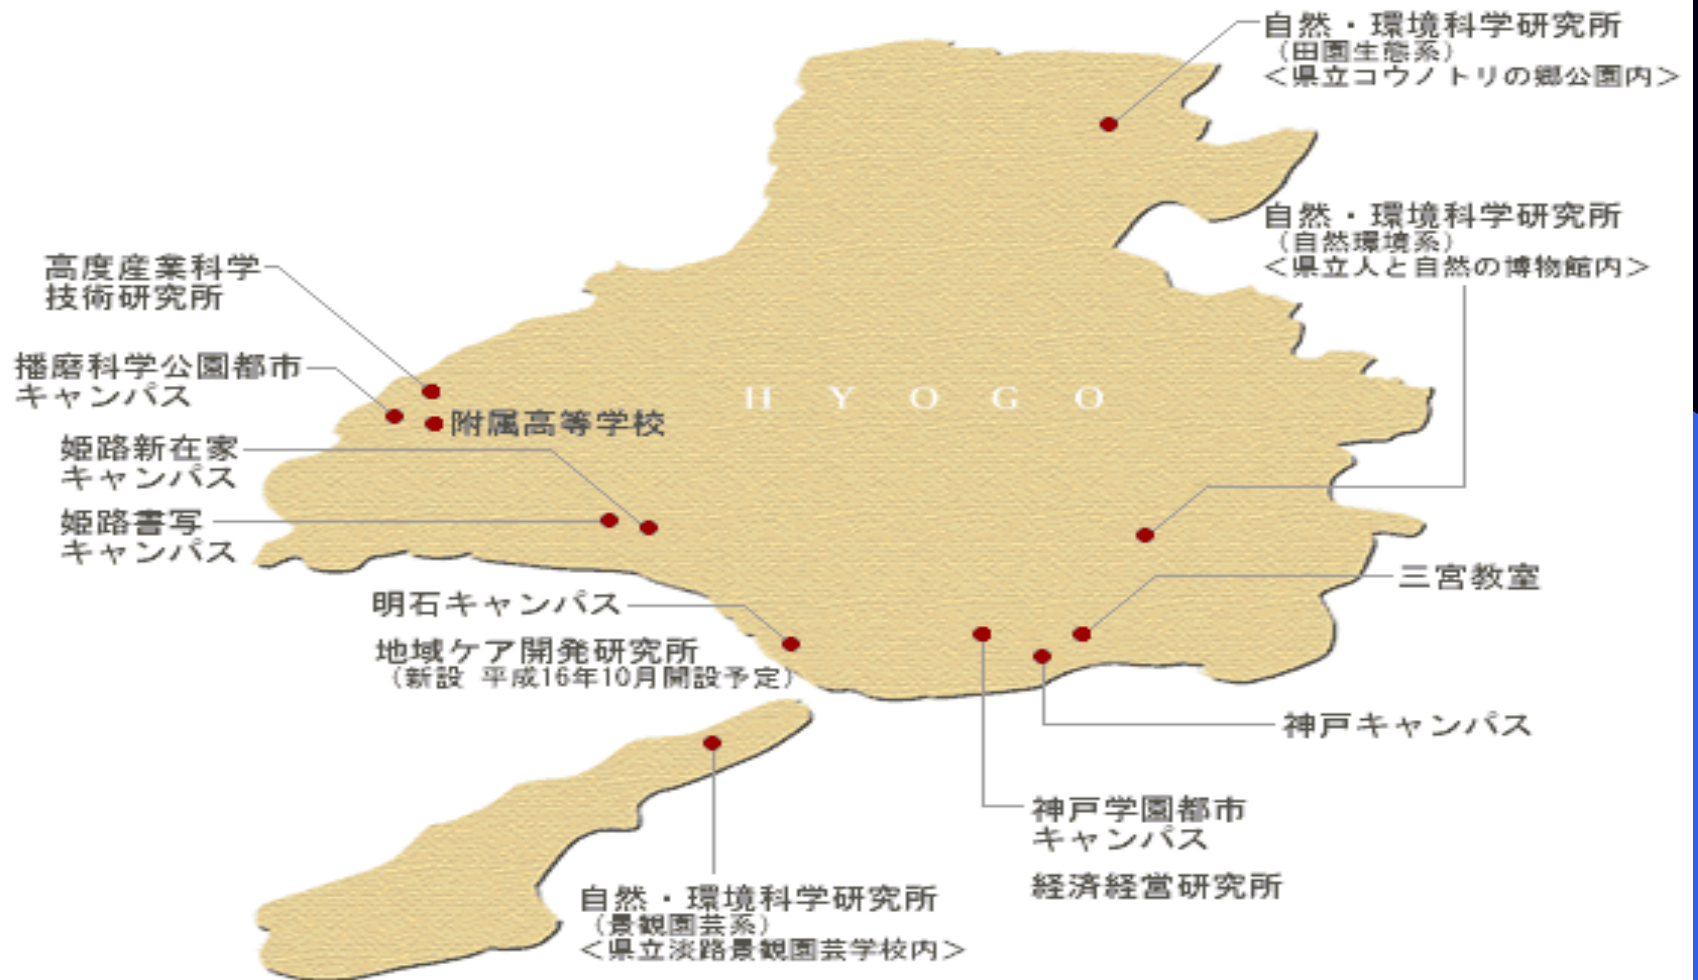 自然・環境科学研究所
（田園生態系）
＜県立コウノトリの郷公園内＞
自然・環境科学研究所
（自然環境系）
＜県立人と自然の博物館内＞
高度産業科学
技術研究所
播磨科学公園都市
キャンパス
HYOGO
附属高等学校
姫路新在家
キャンパス
姫路書写
キャンパス
三宮教室
明石キャンパス
地域ケア開発研究所
（新設 平成16年10月開設予定）
神戸キャンパス
神戸学園都市
キャンパス
経済経営研究所
自然・環境科学研究所
（景観園芸系）
＜県立淡路景観園芸学校内＞